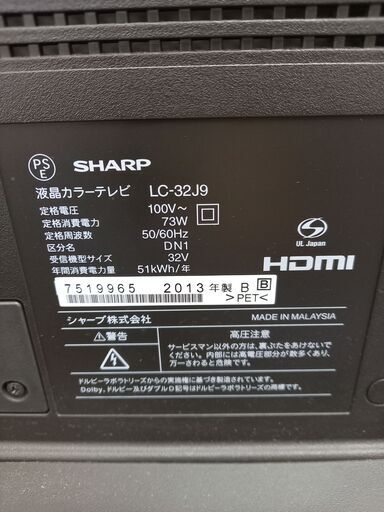 PS
E
SHARP
液晶カラーテレビ LC-32J9
定格電圧 100V～
定格消費電力 73W
定格周波数 50/60Hz
区分名 DN1
受信機型サイズ 32V
年間消費電力量 51kWh/年
S
UL Japan
HDMI
7519965 2013 年製 B B
>PET<
シャープ株式会社 MADE IN MALAYSIA
⚠警告
高圧注意
サービスマン以外の方は、裏ぶたをあけないで
ください。内部には高電圧部分が数多くあり、
万一さわると危険です。
ドルビーラボラトリーズからの実施権に基づき製造されています。
Dolby、ドルビー及びダブルD記号はドルビーラボラトリーズの商標です。